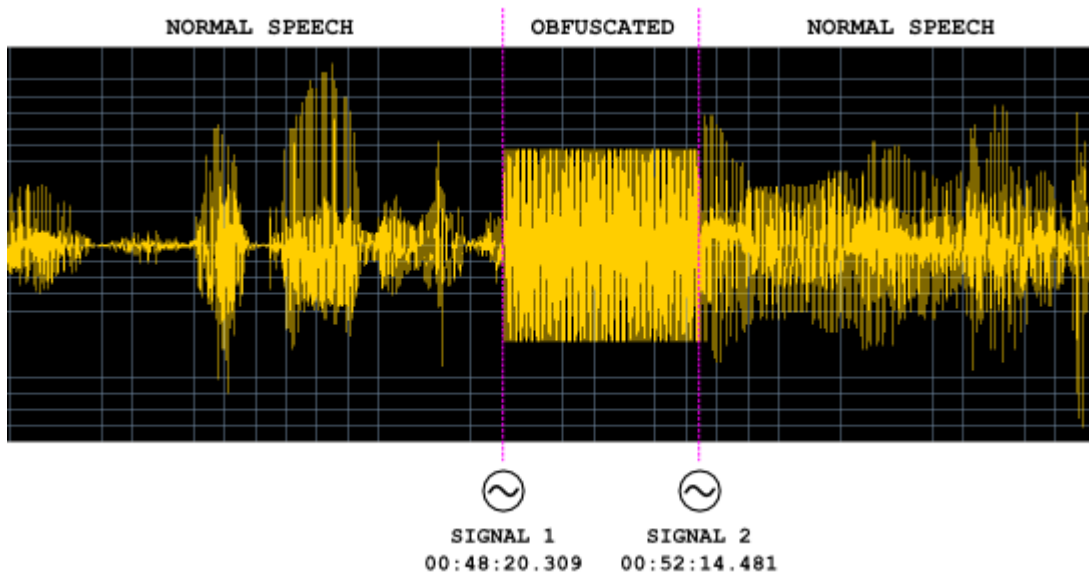 NORMAL SPEECH
OBFUSCATED
NORMAL SPEECH
SIGNAL 1
00:48:20.309
SIGNAL 2
00:52:14.481